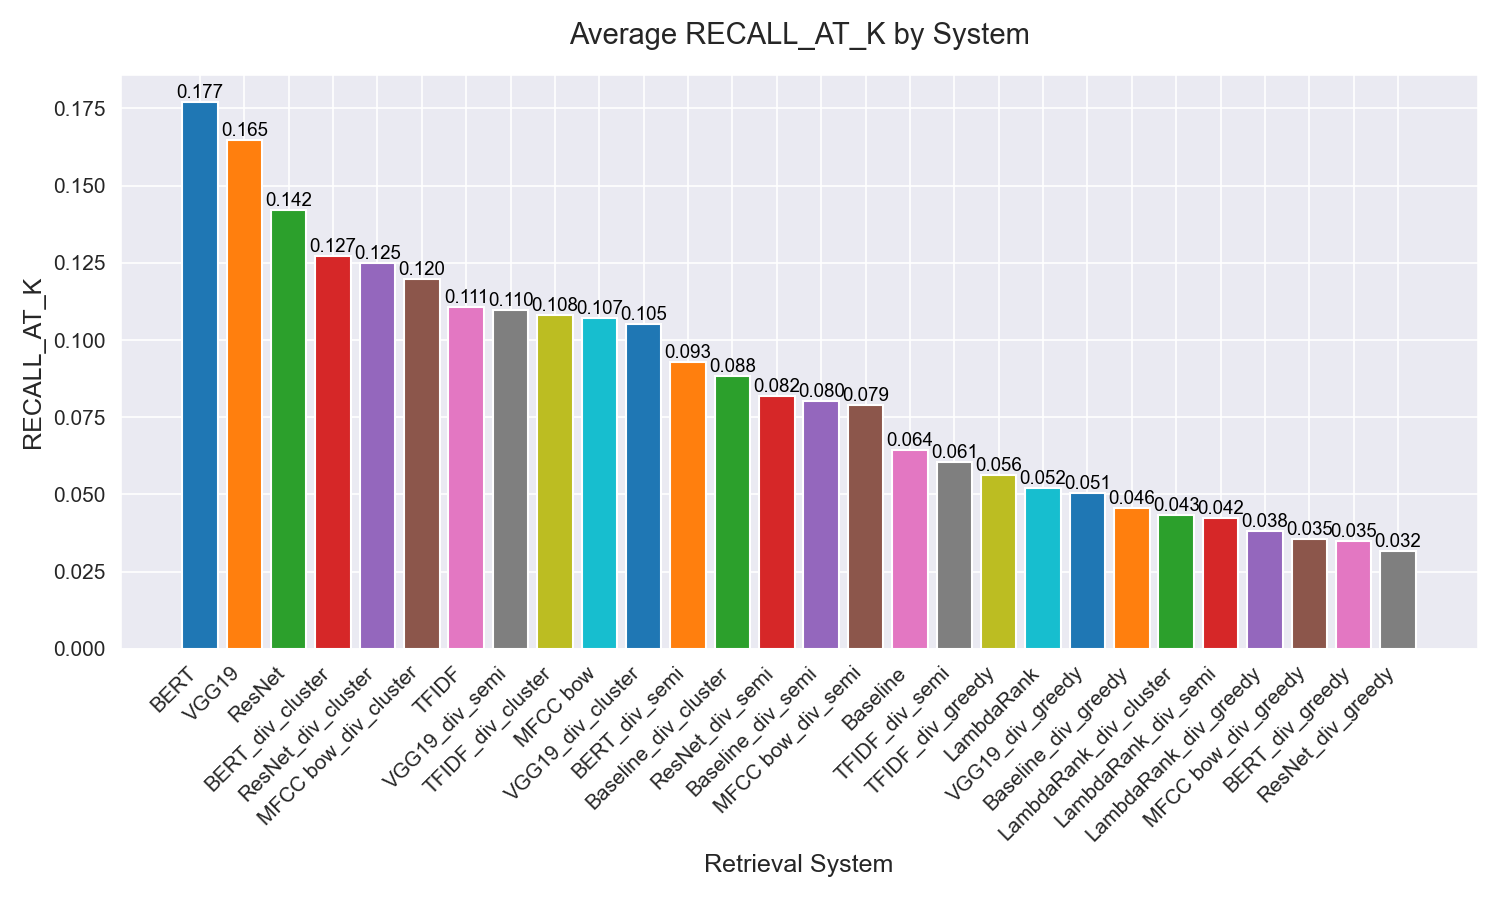 Average RECALL_AT_K by System
RECALL_AT_K
0.175
0.150
0.125
0.100
0.075
0.050
0.025
0.000
0.177
0.165
0.142
0.127
0.125
0.120
0.111
0.110
0.108
0.107
0.105
0.093
0.088
0.082
0.080
0.079
0.064
0.061
0.056
0.052
0.051
0.046
0.043
0.042
0.038
0.035
0.035
0.032
BERT
VGG19
ResNet
BERT_div_cluster
ResNet_div_cluster
MFCC bow_div_cluster
TFIDF
VGG19_div_semi
TFIDF_div_cluster
MFCC bow
VGG19_div_cluster
BERT_div_semi
Baseline_div_cluster
ResNet_div_semi
Baseline_div_semi
MFCC bow_div_semi
Baseline
TFIDF_div_semi
TFIDF_div_greedy
LambdaRank
VGG19_div_greedy
Baseline_div_greedy
LambdaRank_div_cluster
LambdaRank_div_semi
LambdaRank_div_greedy
MFCC bow_div_greedy
BERT_div_greedy
ResNet_div_greedy
Retrieval System